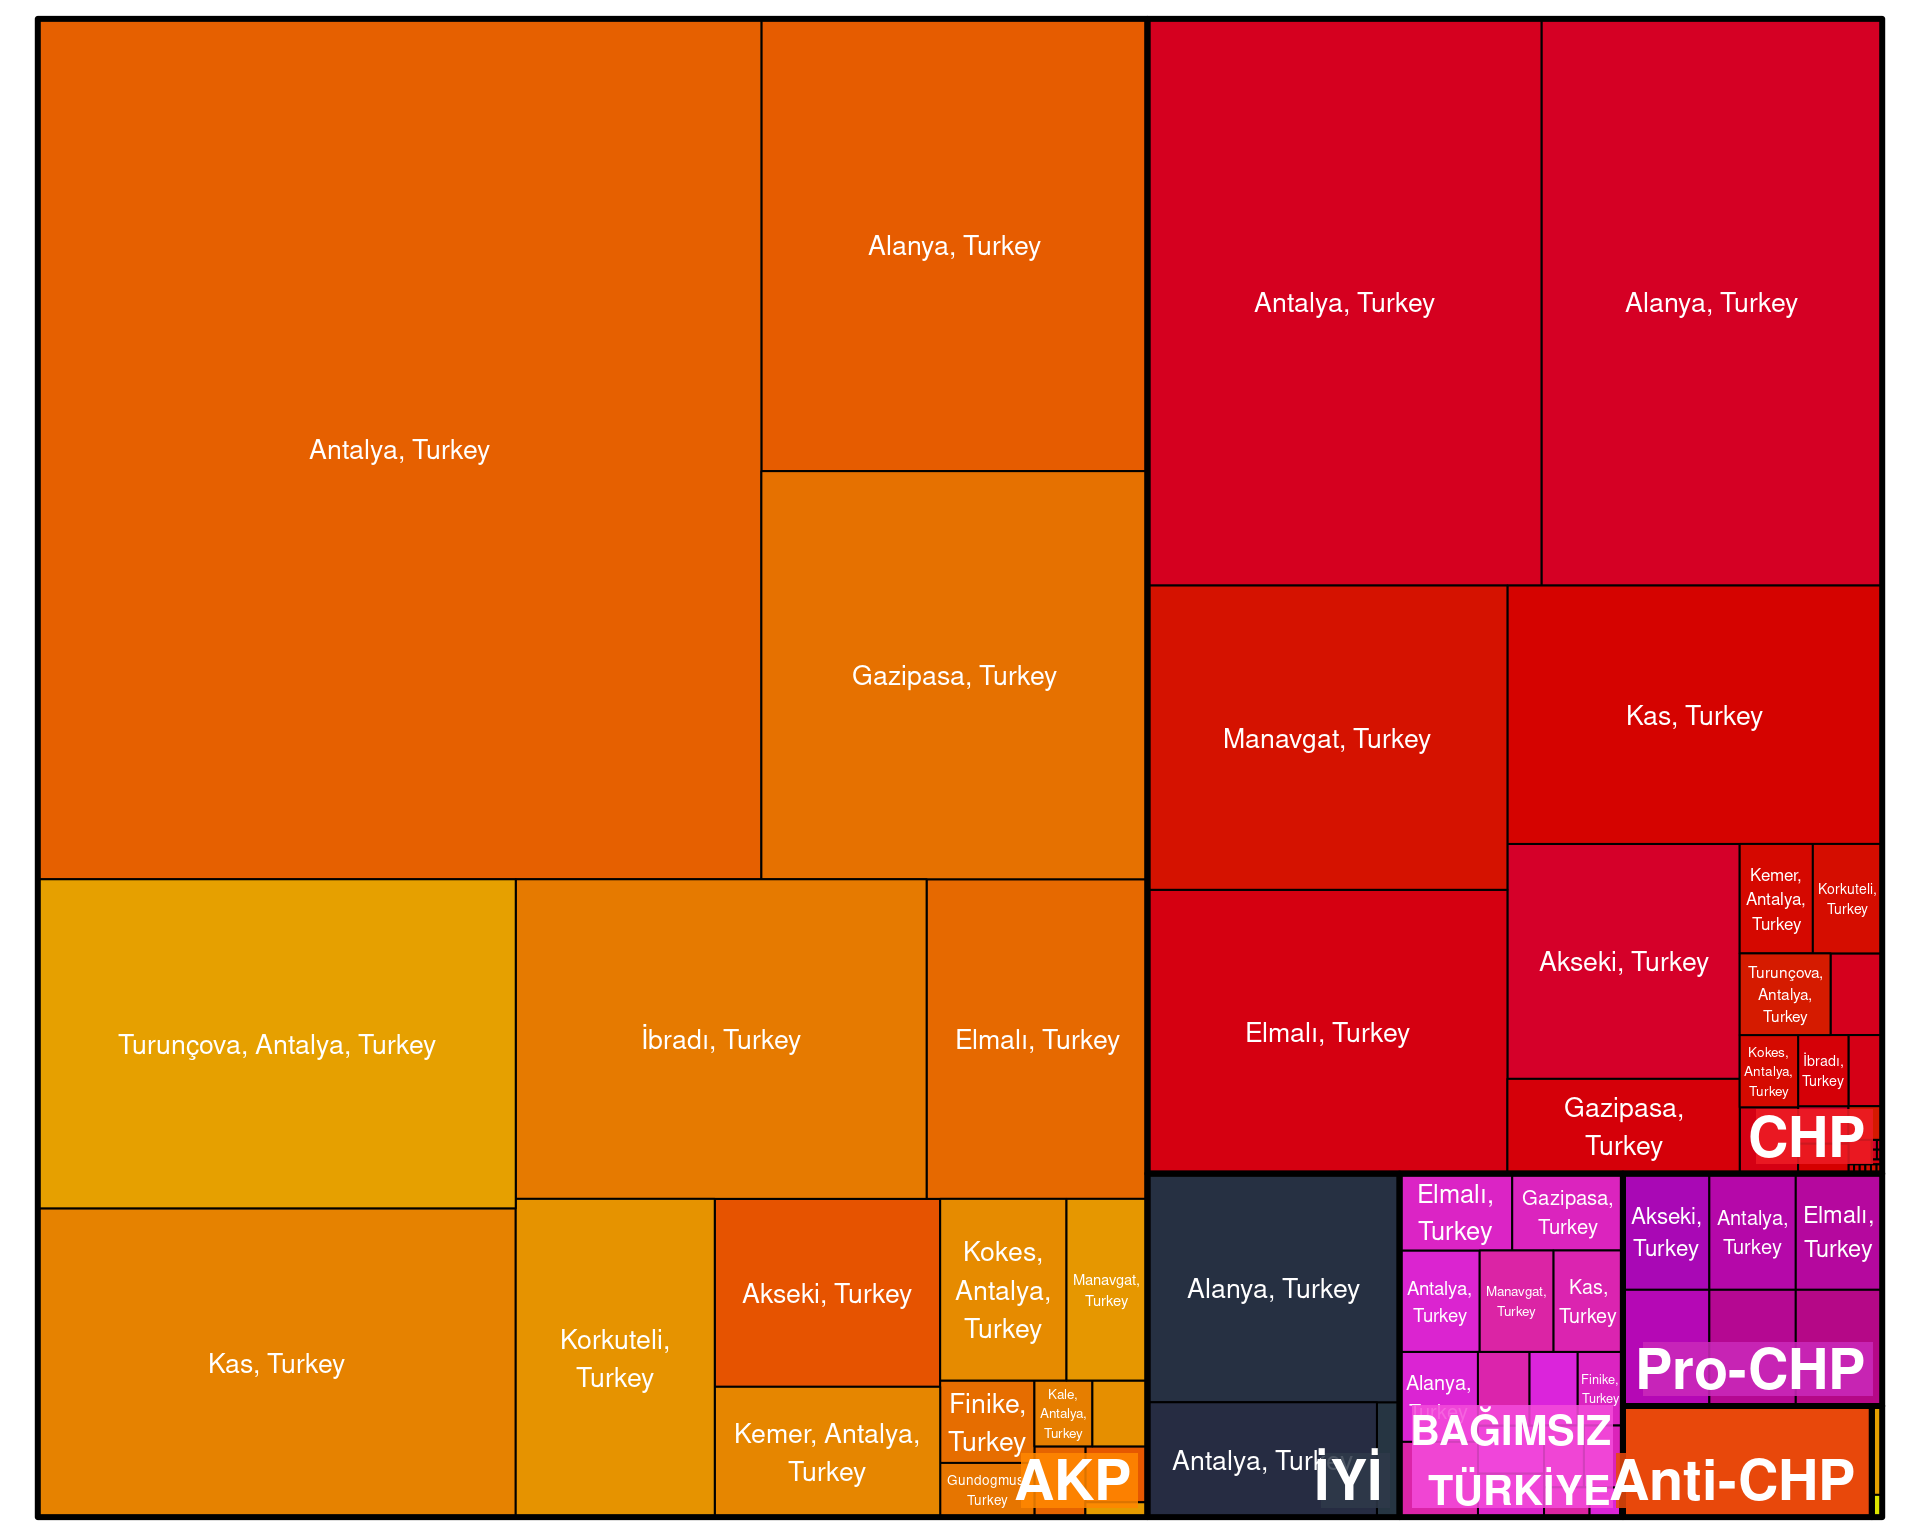 Antalya, Turkey
Alanya, Turkey
Gazipasa, Turkey
Turunçova, Antalya, Turkey
İbradı, Turkey
Elmalı, Turkey
Kas, Turkey
Korkuteli,
Turkey
Akseki, Turkey
Kemer, Antalya,
Turkey
Kokes,
Antalya,
Turkey
Manavgat,
Turkey
Finike,
Turkey
Kale,
Antalya,
Turkey
Gundogmus
Turkey
AKP
Antalya, Turkey
Alanya, Turkey
Manavgat, Turkey
Kas, Turkey
Elmalı, Turkey
Akseki, Turkey
Gazipasa,
Turkey
Kemer,
Antalya,
Turkey
Korkuteli,
Turkey
Turunçova,
Antalya,
Turkey
Kokes,
Antalya,
Turkey
İbradı,
Turkey
CHP
Alanya, Turkey
Antalya, Turkey
İYİ
Elmalı,
Turkey
Gazipasa,
Turkey
Antalya,
Turkey
Manavgat,
Turkey
Kas,
Turkey
Alanya,
Turkey
Finike,
Turkey
BAĞIMSIZ
TÜRKİYE
Akseki,
Turkey
Antalya,
Turkey
Elmalı,
Turkey
Pro-CHP
Anti-CHP